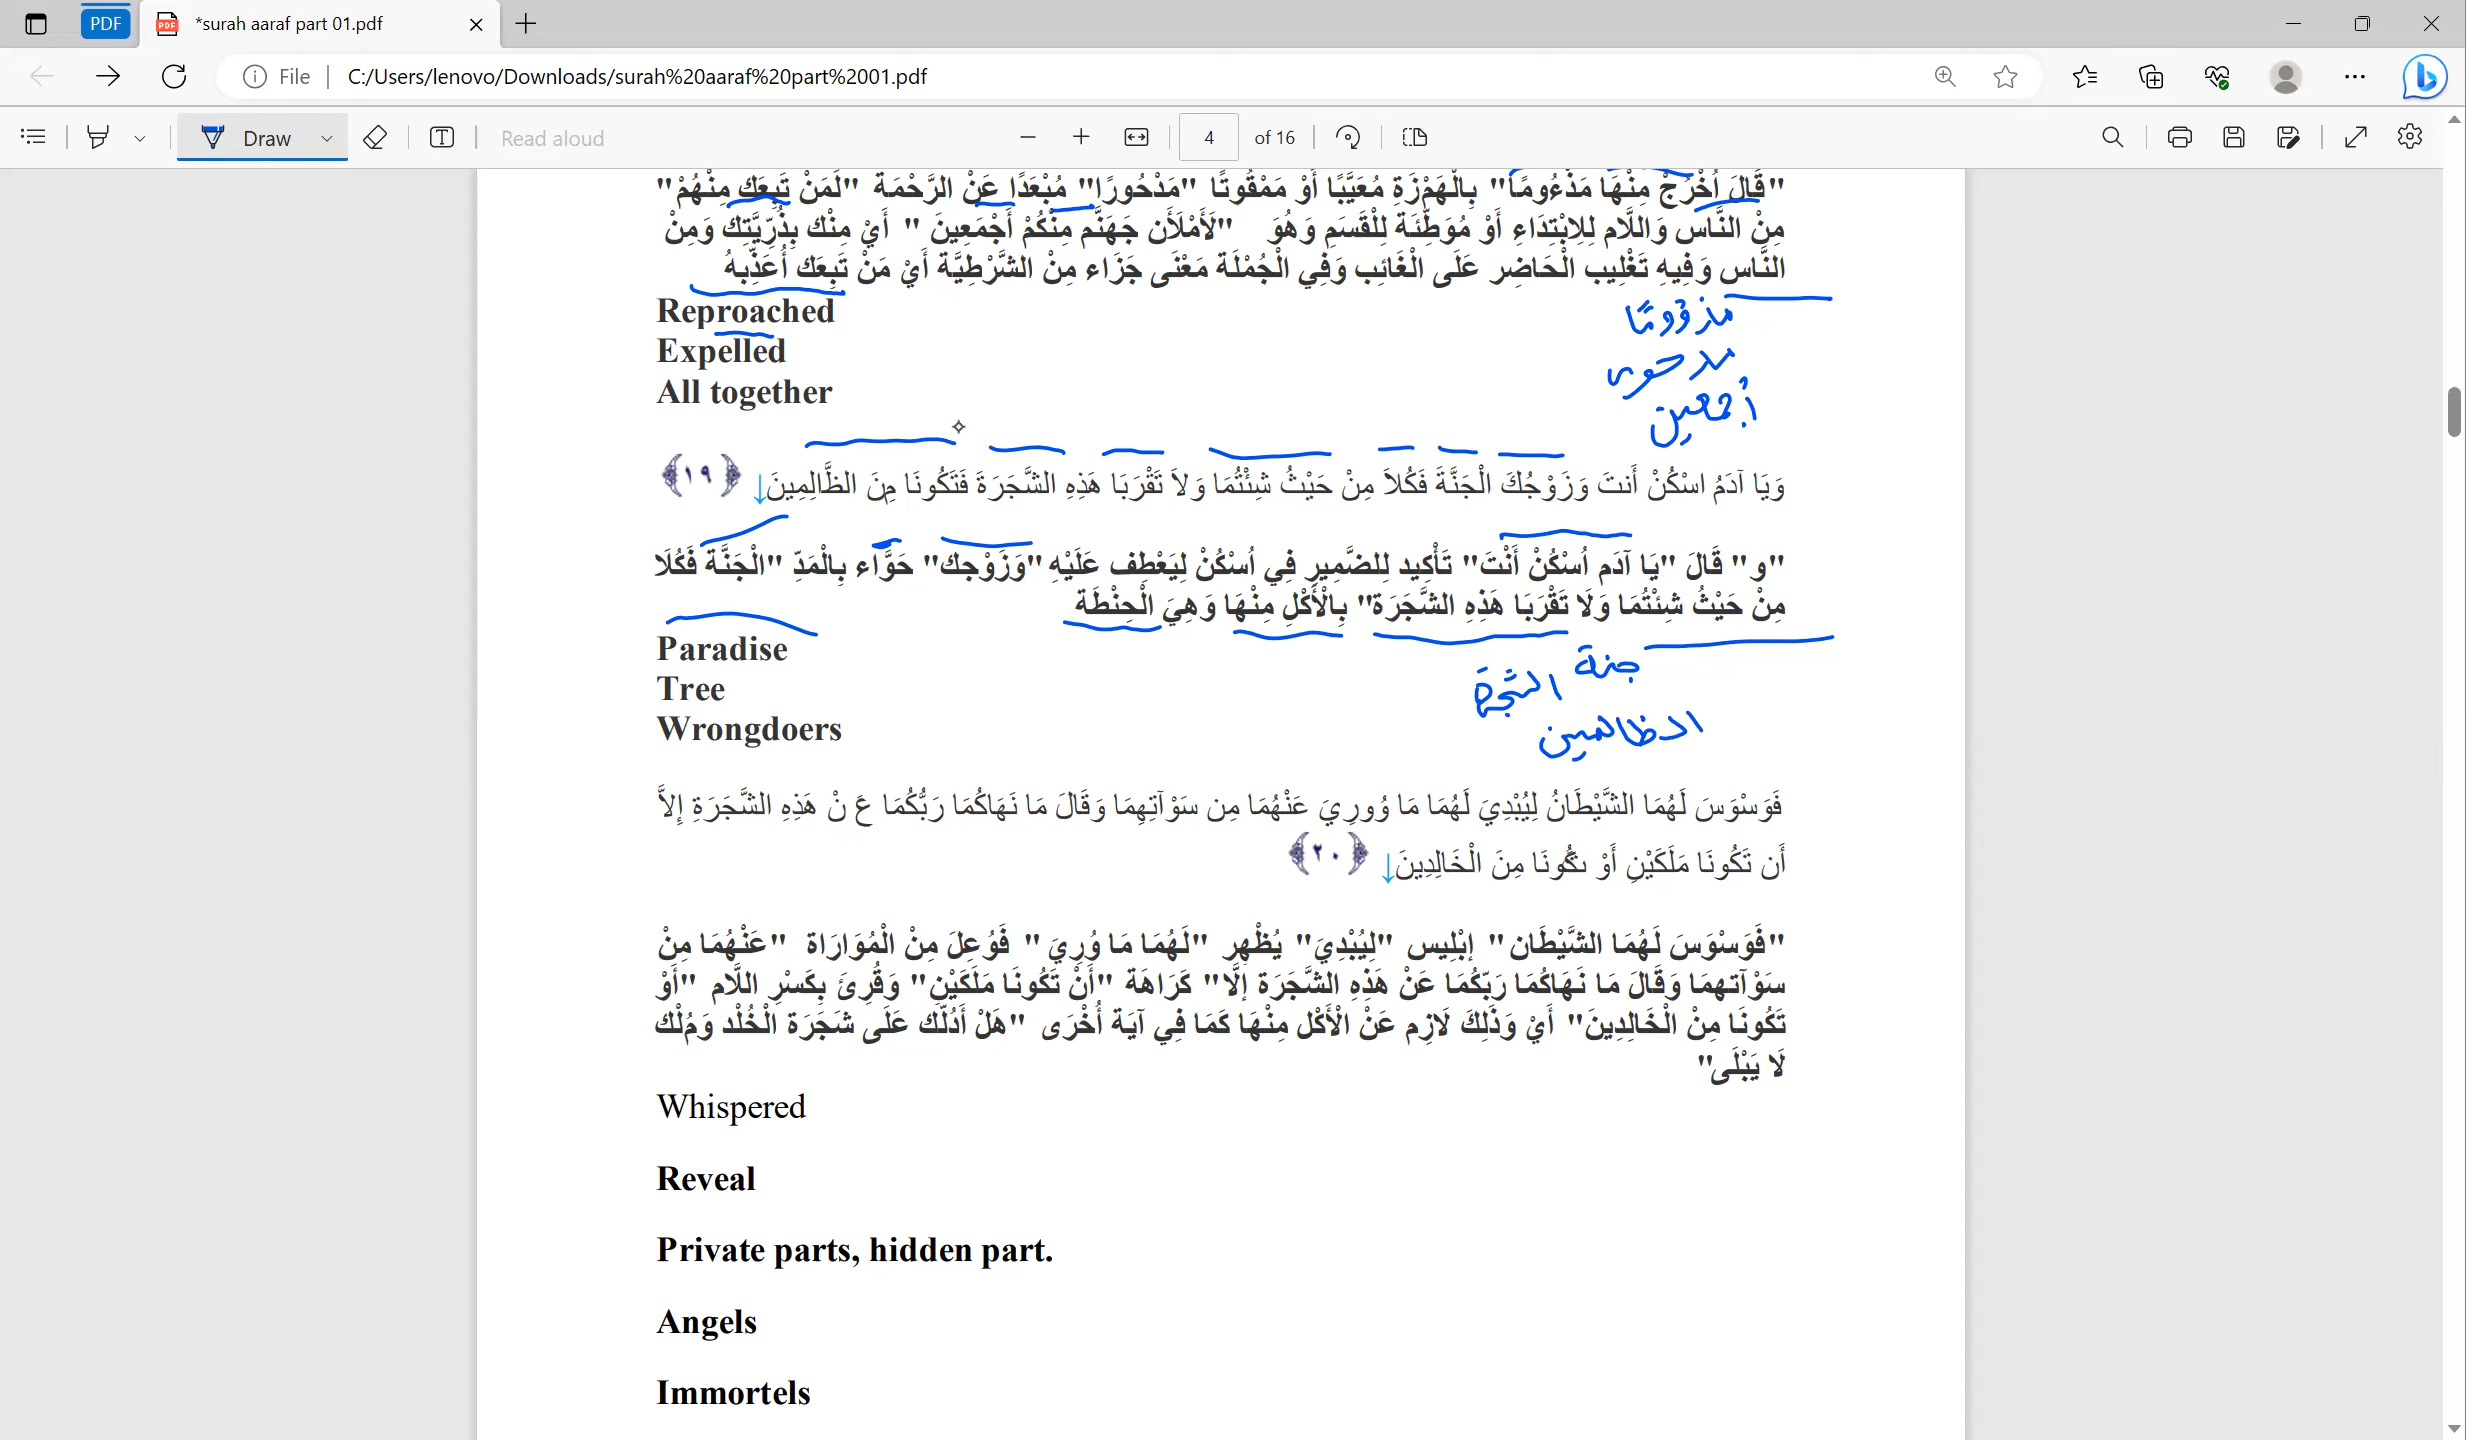 PDF
*surah aaraf part 01.pdf
File
C:/Users/lenovo/Downloads/surah%20aaraf%20part%2001.pdf
Draw
Read aloud
4
of 16
"قَالَ اُخْرُجْ مِنْهَا مَذْءُومًا" بِالْهَمْزَةِ مُعَيَّبًا أَوْ مَمْقُوتًا "مَدْحُورًا" مُبْعَدًا عَنْ الرَّحْمَة "لَمَنْ تَبِعَك مِنْهُمْ"
مِنْ النَّاس وَاللَّام لِلِابْتِدَاءِ أَوْ مُوَطِّئَة لِلْقَسَمِ وَهُوَ "لَأَمْلَأَن جَهَنَّم مِنْكُمْ أَجْمَعِينَ " أَيْ مِنْك بِذُرِّيَّتِك وَمِنْ
النَّاس وَفِيهِ تَغْلِيب الْحَاضِر عَلَى الْغَائِب وَفِي الْجُمْلَة مَعْنَى جَزَاء مِنْ الشَّرْطِيَّة أَيْ مَنْ تَبِعَك أُعَذِّبهُ
Reproached
مذؤومًا
Expelled
مدحور
All together
أجمعين
وَيَا آدَمُ اسْكُنْ أَنتَ وَزَوْجُكَ الْجَنَّةَ فَكُلاَ مِنْ حَيْثُ شِئْتُمَا وَلاَ تَقْرَبَا هَذِهِ الشَّجَرَةَ فَتَكُونَا مِنَ الظَّالِمِينَ↓ ﴿١٩﴾
"و" قَالَ "يَا آدَم اُسْكُنْ أَنْتَ" تَأْكِيد لِلضَّمِيرِ فِي اُسْكُنْ لِيَعْطِف عَلَيْهِ "وَزَوْجك" حَوَّاء بِالْمَدِّ "الْجَنَّة فَكُلَا
مِنْ حَيْثُ شِئْتُمَا وَلَا تَقْرَبَا هَذِهِ الشَّجَرَة" بِالْأَكْلِ مِنْهَا وَهِيَ الْحِنْطَة
Paradise
جنة
Tree
الشجرة
Wrongdoers
الظالمين
فَوَسْوَسَ لَهُمَا الشَّيْطَانُ لِيُبْدِيَ لَهُمَا مَا وُورِيَ عَنْهُمَا مِن سَوْآتِهِمَا وَقَالَ مَا نَهَاكُمَا رَبُّكُمَا عَ نْ هَذِهِ الشَّجَرَةِ إِلاَّ
أَن تَكُونَا مَلَكَيْنِ أَوْ تَكُونَا مِنَ الْخَالِدِينَ↓ ﴿٢٠﴾
"فَوَسْوَسَ لَهُمَا الشَّيْطَان" إبْلِيس "لِيُبْدِيَ" يُظْهِر "لَهُمَا مَا وُرِيَ " فَوُعِلَ مِنْ الْمُوَارَاة "عَنْهُمَا مِنْ
سَوْآتهمَا وَقَالَ مَا نَهَاكُمَا رَبّكُمَا عَنْ هَذِهِ الشَّجَرَة إلَّا" كَرَاهَة "أَنْ تَكُونَا مَلَكَيْنِ" وَقُرِئَ بِكَسْرِ اللَّام "أَوْ
تَكُونَا مِنْ الْخَالِدِينَ" أَيْ وَذَلِكَ لَازِم عَنْ الْأَكْل مِنْهَا كَمَا فِي آيَة أُخْرَى "هَلْ أَدُلّك عَلَى شَجَرَة الْخُلْد وَمُلْك
لَا يَبْلَى"
Whispered
Reveal
Private parts, hidden part.
Angels
Immortels